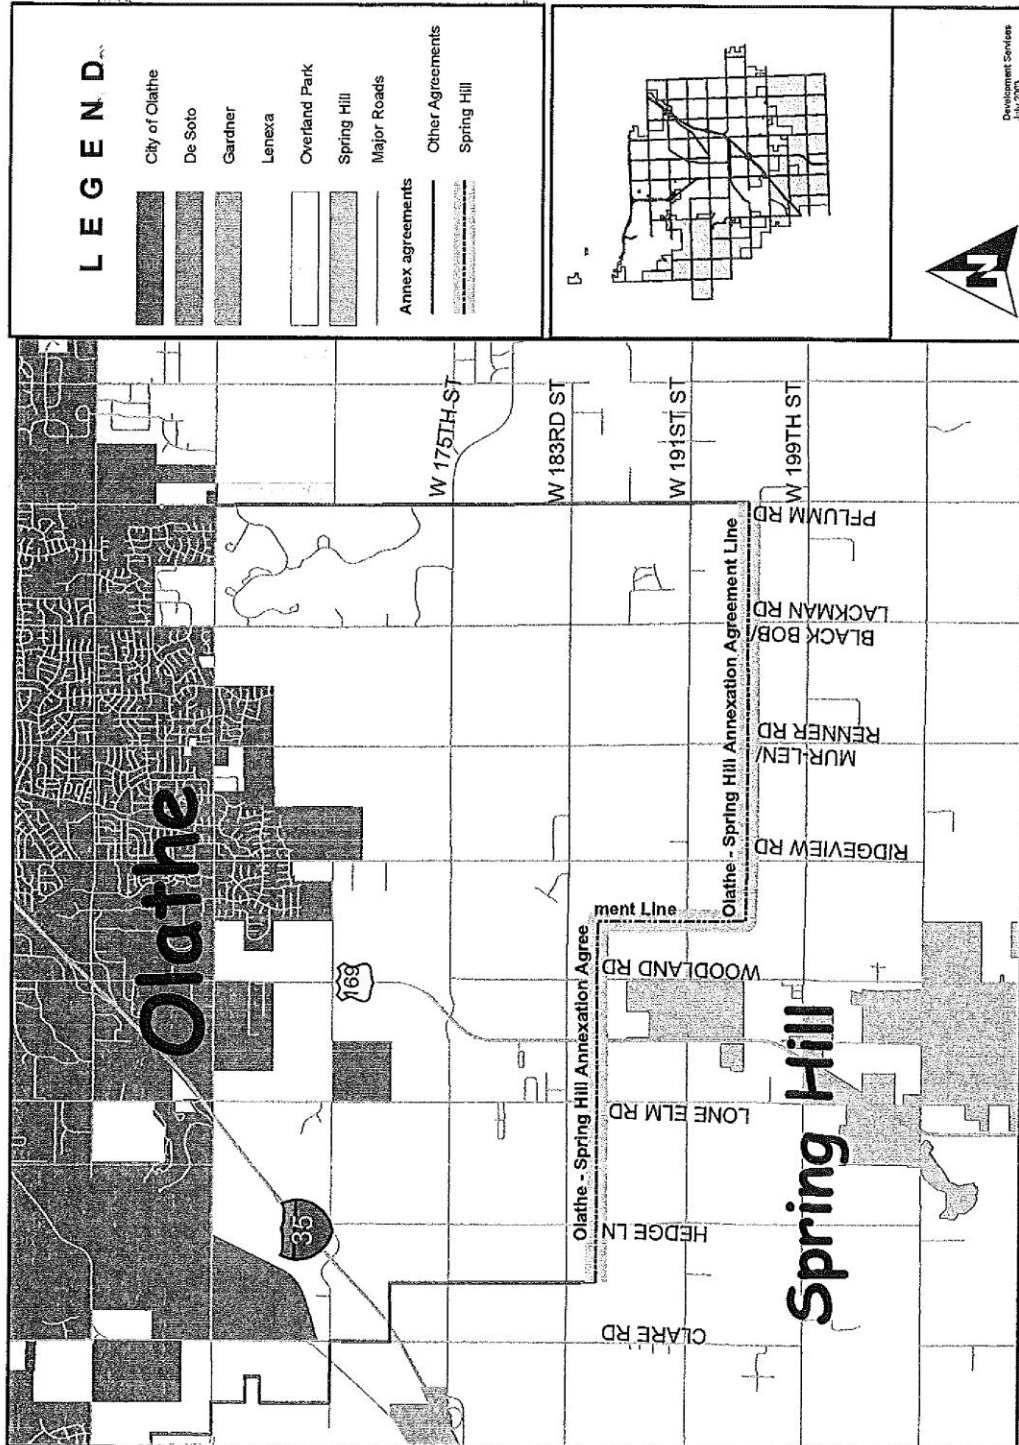 L E G E N D
City of Olathe
De Soto
Gardner
Lenexa
Overland Park
Spring Hill
Major Roads
Annex agreements
Other Agreements
Spring Hill
Development Services
July 2003
N
Olathe
169
35
W 175TH ST
W 183RD ST
W 191ST ST
W 199TH ST
Olathe - Spring Hill Annexation Agree
ment Line
Olathe - Spring Hill Annexation Agreement Line
CLARE RD
HEDGE LN
LONE ELM RD
WOODLAND RD
RIDGEVIEW RD
MUR-LEN/
RENNER RD
BLACK BOB/
LACKMAN RD
PFLUMM RD
Spring Hill